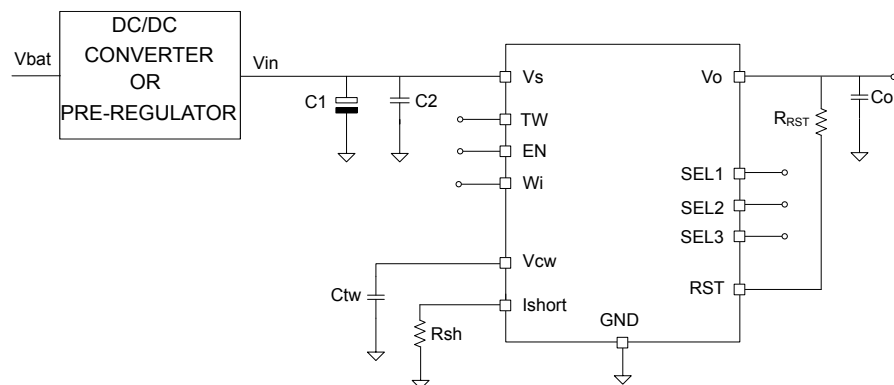 DC/DC
CONVERTER
OR
PRE-REGULATOR
Vbat
Vin
C1
C2
Vs
TW
EN
Wi
Vcw
Ishort
Ctw
Rsh
GND
Vo
SEL1
SEL2
SEL3
RST
RRST
Co